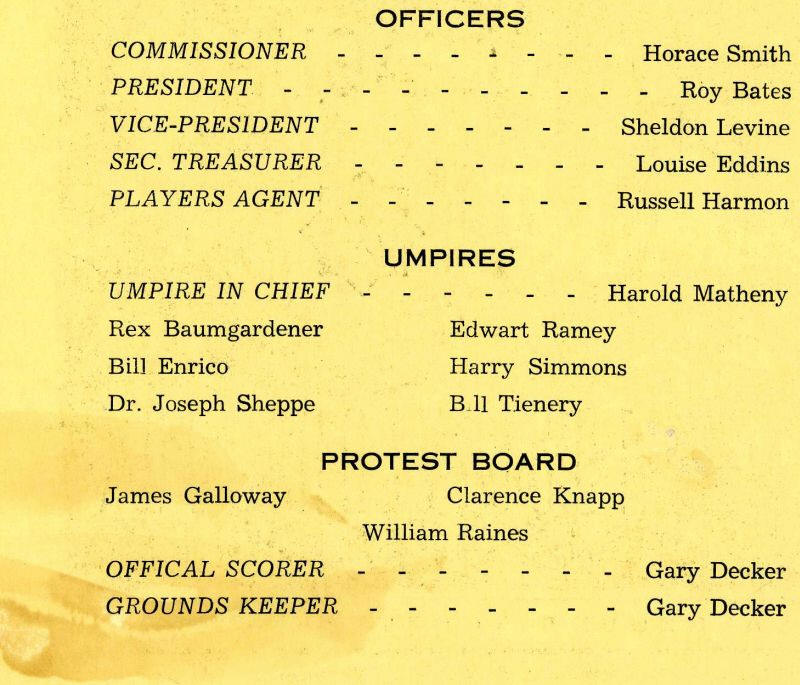 OFFICERS
COMMISSIONER - - - - - - - - Horace Smith
PRESIDENT - - - - - - - - - - Roy Bates
VICE-PRESIDENT - - - - - - - Sheldon Levine
SEC. TREASURER - - - - - - - Louise Eddins
PLAYERS AGENT - - - - - - - Russell Harmon
UMPIRES
UMPIRE IN CHIEF - - - - - - Harold Matheny
Rex Baumgardener Edwart Ramey
Bill Enrico Harry Simmons
Dr. Joseph Sheppe Bill Tienery
PROTEST BOARD
James Galloway Clarence Knapp
William Raines
OFFICAL SCORER - - - - - - - Gary Decker
GROUNDS KEEPER - - - - - - - Gary Decker